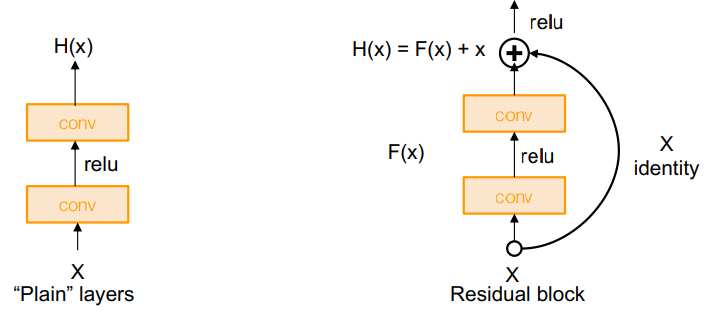 H(x)
conv
relu
conv
X
"Plain" layers
relu
H(x) = F(x) + x
conv
F(x)
relu
X
identity
conv
X
Residual block